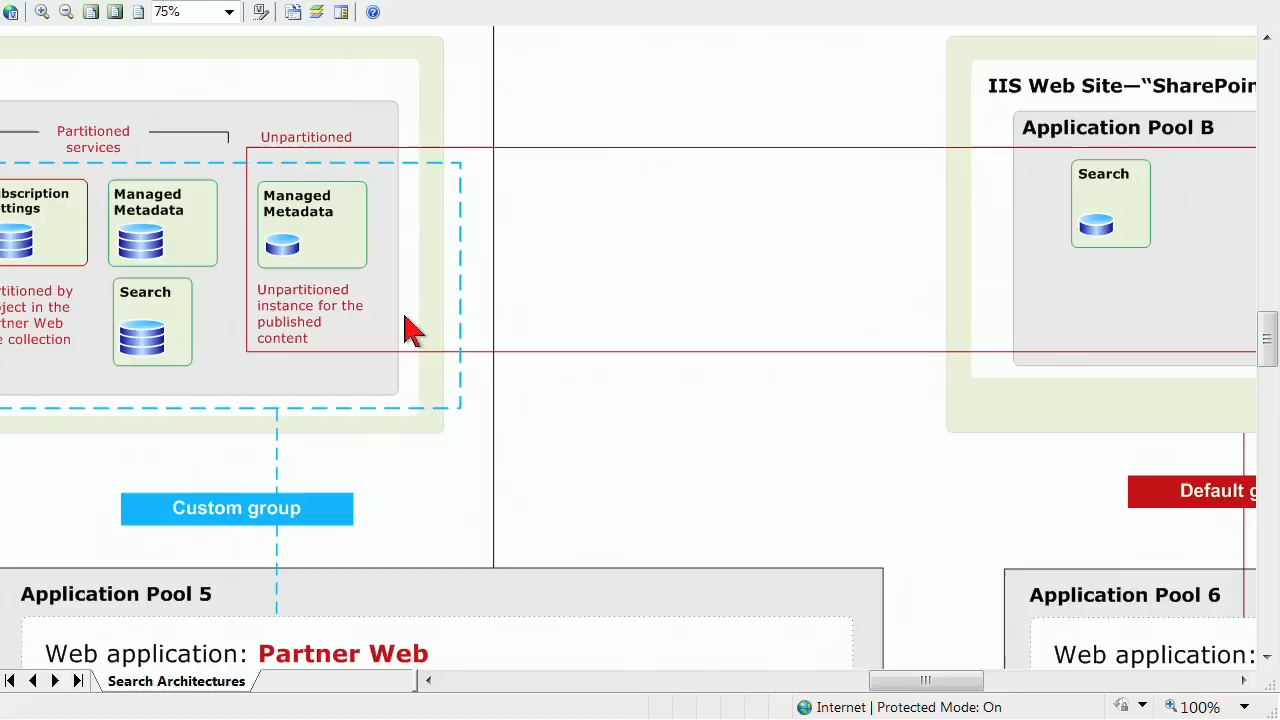 75%
IIS Web Site—“SharePoin
Partitioned
services
Unpartitioned
Application Pool B
bscription
ttings
Managed
Metadata
Managed
Metadata
Search
Search
titioned by
ject in the
rtner Web
e collection
Unpartitioned
instance for the
published
content
Custom group
Default g
Application Pool 5
Application Pool 6
Web application: Partner Web
Web application:
Search Architectures
Internet | Protected Mode: On
100%